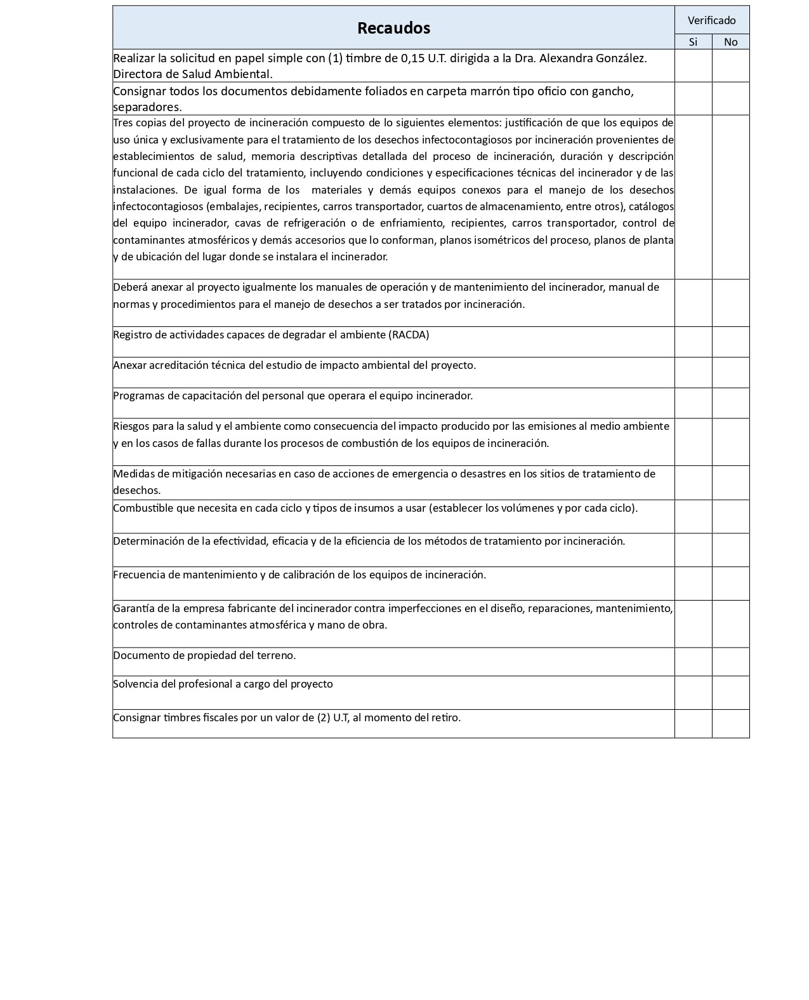 Recaudos
Verificado
Si
No
Realizar la solicitud en papel simple con (1) timbre de 0,15 U.T. dirigida a la Dra. Alexandra González.
Directora de Salud Ambiental.
Consignar todos los documentos debidamente foliados en carpeta marrón tipo oficio con gancho,
separadores.
Tres copias del proyecto de incineración compuesto de lo siguientes elementos: justificación de que los equipos de
uso única y exclusivamente para el tratamiento de los desechos infectocontagiosos por incineración provenientes de
establecimientos de salud, memoria descriptivas detallada del proceso de incineración, duración y descripción
funcional de cada ciclo del tratamiento, incluyendo condiciones y especificaciones técnicas del incinerador y de las
instalaciones. De igual forma de los materiales y demás equipos conexos para el manejo de los desechos
infectocontagiosos (embalajes, recipientes, carros transportador, cuartos de almacenamiento, entre otros), catálogos
del equipo incinerador, cavas de refrigeración o de enfriamiento, recipientes, carros transportador, control de
contaminantes atmosféricos y demás accesorios que lo conforman, planos isométricos del proceso, planos de planta
y de ubicación del lugar donde se instalara el incinerador.
Deberá anexar al proyecto igualmente los manuales de operación y de mantenimiento del incinerador, manual de
normas y procedimientos para el manejo de desechos a ser tratados por incineración.
Registro de actividades capaces de degradar el ambiente (RACDA)
Anexar acreditación técnica del estudio de impacto ambiental del proyecto.
Programas de capacitación del personal que operara el equipo incinerador.
Riesgos para la salud y el ambiente como consecuencia del impacto producido por las emisiones al medio ambiente
y en los casos de fallas durante los procesos de combustión de los equipos de incineración.
Medidas de mitigación necesarias en caso de acciones de emergencia o desastres en los sitios de tratamiento de
desechos.
Combustible que necesita en cada ciclo y tipos de insumos a usar (establecer los volúmenes y por cada ciclo).
Determinación de la efectividad, eficacia y de la eficiencia de los métodos de tratamiento por incineración.
Frecuencia de mantenimiento y de calibración de los equipos de incineración.
Garantía de la empresa fabricante del incinerador contra imperfecciones en el diseño, reparaciones, mantenimiento,
controles de contaminantes atmosférica y mano de obra.
Documento de propiedad del terreno.
Solvencia del profesional a cargo del proyecto
Consignar timbres fiscales por un valor de (2) U.T, al momento del retiro.